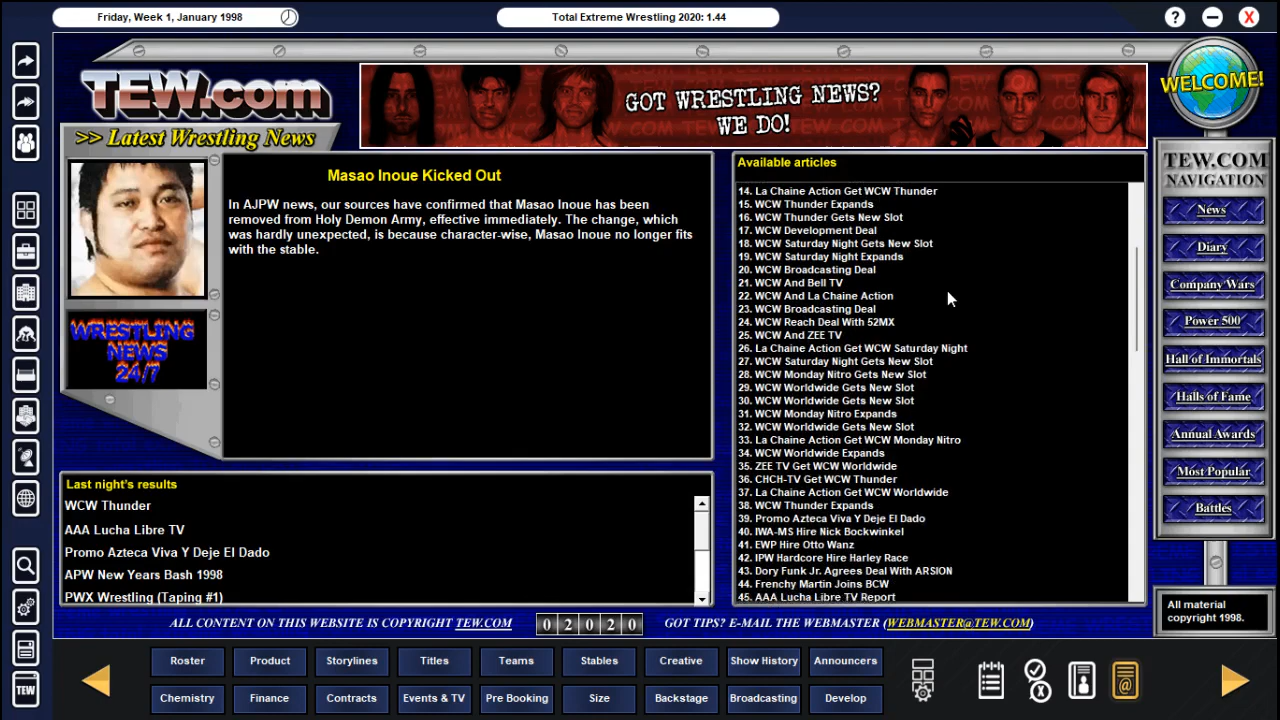 Friday, Week 1, January 1998
Total Extreme Wrestling 2020: 1.44
?
X
TEW.com
>> Latest Wrestling News
GOT WRESTLING NEWS?
WE DO!
WELCOME!
Masao Inoue Kicked Out
In AJPW news, our sources have confirmed that Masao Inoue has been
removed from Holy Demon Army, effective immediately. The change, which
was hardly unexpected, is because character-wise, Masao Inoue no longer fits
with the stable.
WRESTLING
NEWS
24/7
Available articles
14. La Chaine Action Get WCW Thunder
15. WCW Thunder Expands
16. WCW Thunder Gets New Slot
17. WCW Development Deal
18. WCW Saturday Night Gets New Slot
19. WCW Saturday Night Expands
20. WCW Broadcasting Deal
21. WCW And Bell TV
22. WCW And La Chaine Action
23. WCW Broadcasting Deal
24. WCW Reach Deal With 52MX
25. WCW And ZEE TV
26. La Chaine Action Get WCW Saturday Night
27. WCW Saturday Night Gets New Slot
28. WCW Monday Nitro Gets New Slot
29. WCW Worldwide Gets New Slot
30. WCW Worldwide Gets New Slot
31. WCW Monday Nitro Expands
32. WCW Worldwide Gets New Slot
33. La Chaine Action Get WCW Monday Nitro
34. WCW Worldwide Expands
35. ZEE TV Get WCW Worldwide
36. CHCH-TV Get WCW Thunder
37. La Chaine Action Get WCW Worldwide
38. WCW Thunder Expands
39. Promo Azteca Viva Y Deje El Dado
40. IWA-MS Hire Nick Bockwinkel
41. EWP Hire Otto Wanz
42. IPW Hardcore Hire Harley Race
43. Dory Funk Jr. Agrees Deal With ARSION
44. Frenchy Martin Joins BCW
45. AAA Lucha Libre TV Report
TEW.COM
NAVIGATION
News
Diary
Company Wars
Power 500
Hall of Immortals
Halls of Fame
Annual Awards
Most Popular
Battles
Last night's results
WCW Thunder
AAA Lucha Libre TV
Promo Azteca Viva Y Deje El Dado
APW New Years Bash 1998
PWX Wrestling (Taping #1)
All material
copyright 1998.
ALL CONTENT ON THIS WEBSITE IS COPYRIGHT TEW.COM
0 2 0 2 0
GOT TIPS? E-MAIL THE WEBMASTER (WEBMASTER@TEW.COM)
TEW
Roster
Product
Storylines
Titles
Teams
Stables
Creative
Show History
Announcers
Chemistry
Finance
Contracts
Events & TV
Pre Booking
Size
Backstage
Broadcasting
Develop